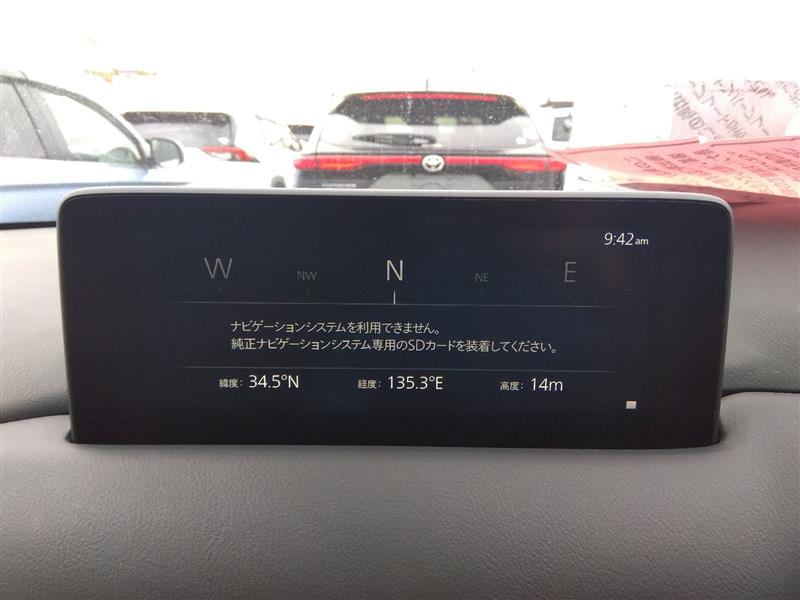 9:42am
W NW N NE E
ナビゲーションシステムを利用できません。
純正ナビゲーションシステム専用のSDカードを装着してください。
緯度: 34.5°N 経度: 135.3°E 高度: 14m